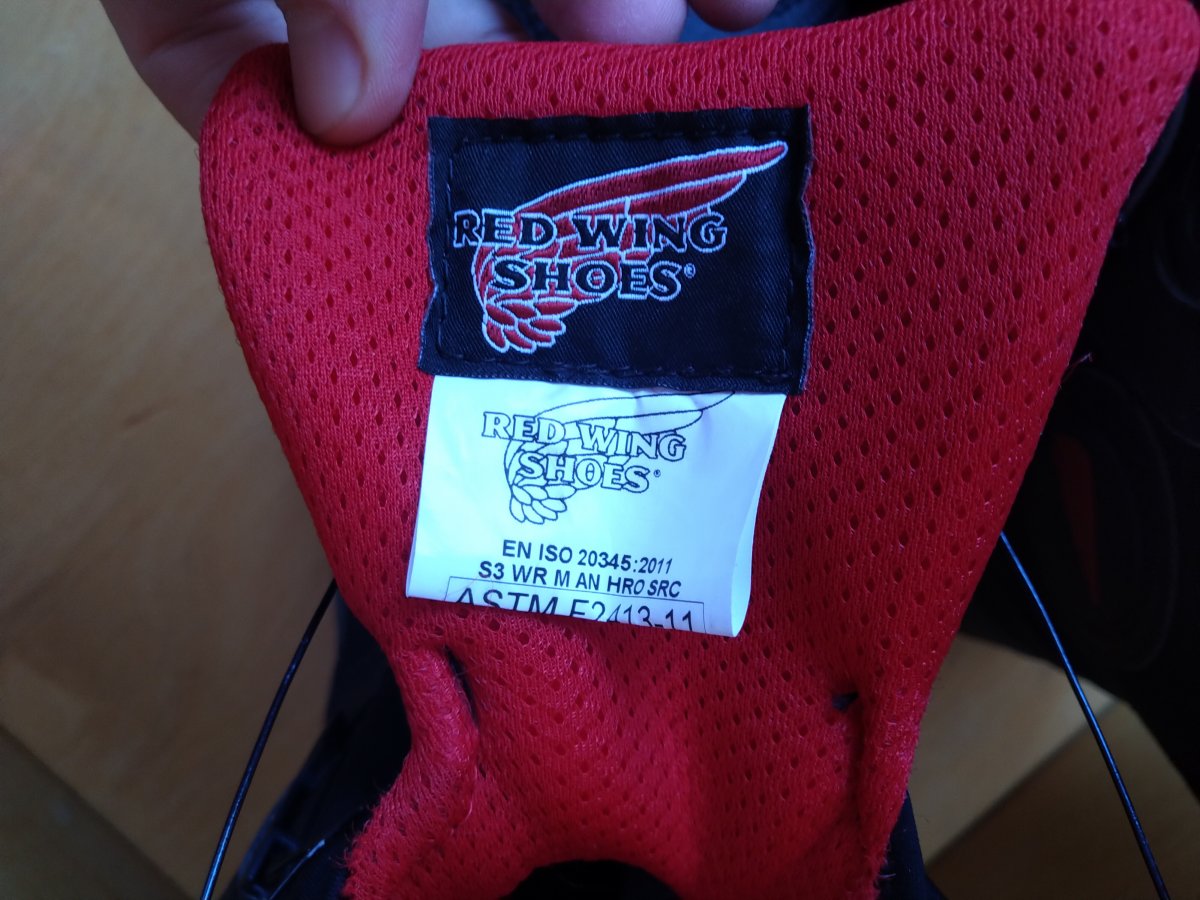 RED WING
SHOES®
RED WING
SHOES®
EN ISO 20345:2011
S3 WR M AN HRO SRC
ASTM F2413-11